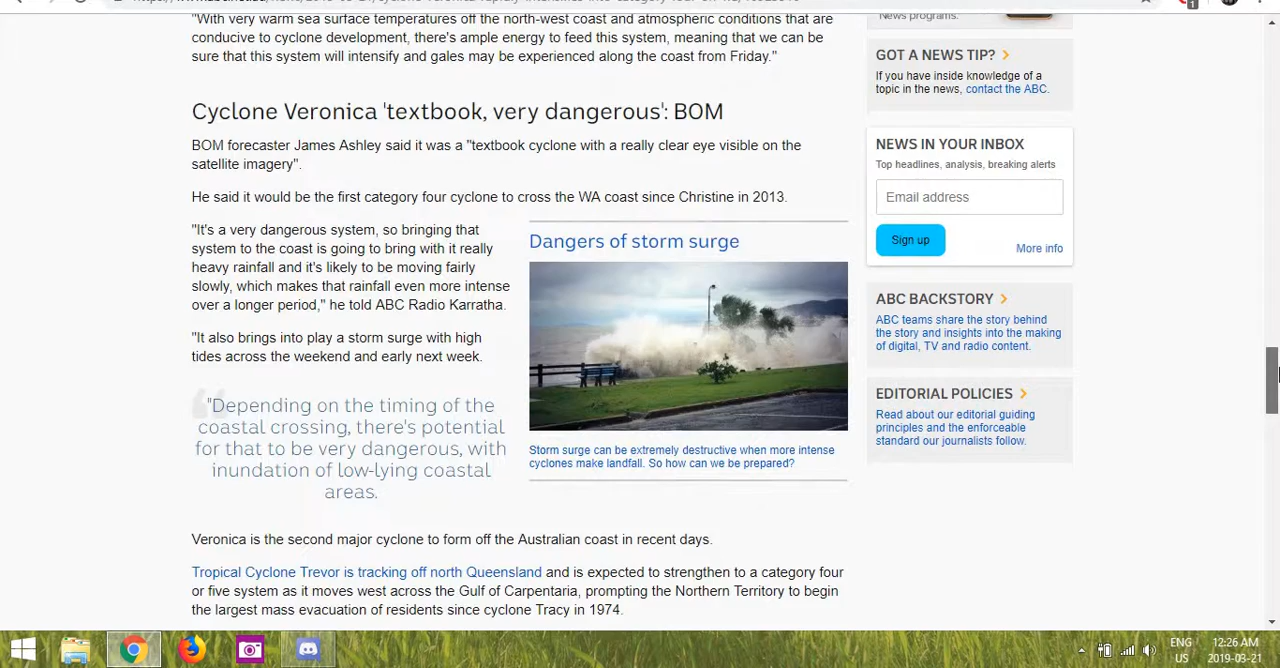 "With very warm sea surface temperatures off the north-west coast and atmospheric conditions that are
conducive to cyclone development, there's ample energy to feed this system, meaning that we can be
sure that this system will intensify and gales may be experienced along the coast from Friday."
Cyclone Veronica 'textbook, very dangerous': BOM
BOM forecaster James Ashley said it was a "textbook cyclone with a really clear eye visible on the
satellite imagery".
He said it would be the first category four cyclone to cross the WA coast since Christine in 2013.
"It's a very dangerous system, so bringing that
system to the coast is going to bring with it really
heavy rainfall and it's likely to be moving fairly
slowly, which makes that rainfall even more intense
over a longer period," he told ABC Radio Karratha.
"It also brings into play a storm surge with high
tides across the weekend and early next week.
"Depending on the timing of the
coastal crossing, there's potential
for that to be very dangerous, with
inundation of low-lying coastal
areas.
Dangers of storm surge
Storm surge can be extremely destructive when more intense
cyclones make landfall. So how can we be prepared?
Veronica is the second major cyclone to form off the Australian coast in recent days.
Tropical Cyclone Trevor is tracking off north Queensland and is expected to strengthen to a category four
or five system as it moves west across the Gulf of Carpentaria, prompting the Northern Territory to begin
the largest mass evacuation of residents since cyclone Tracy in 1974.
News programs.
GOT A NEWS TIP?
If you have inside knowledge of a
topic in the news, contact the ABC.
NEWS IN YOUR INBOX
Top headlines, analysis, breaking alerts
Email address
Sign up
More info
ABC BACKSTORY
ABC teams share the story behind
the story and insights into the making
of digital, TV and radio content.
EDITORIAL POLICIES
Read about our editorial guiding
principles and the enforceable
standard our journalists follow.
1
ENG
US
12:26 AM
2019-03-21